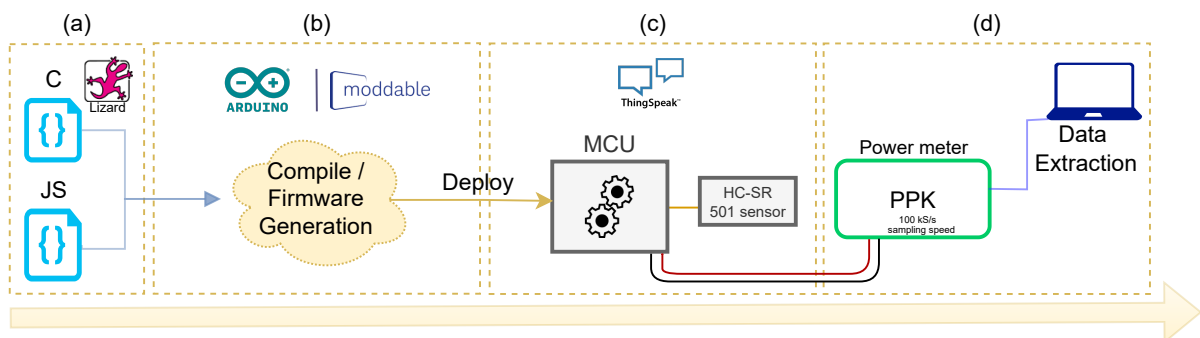 (a)
(b)
(c)
(d)
C
Lizard
{}
JS
{}
ARDUINO
moddable
Compile /
Firmware
Generation
Deploy
ThingSpeak™
MCU
HC-SR
501 sensor
Power meter
PPK
100 kS/s
sampling speed
Data
Extraction